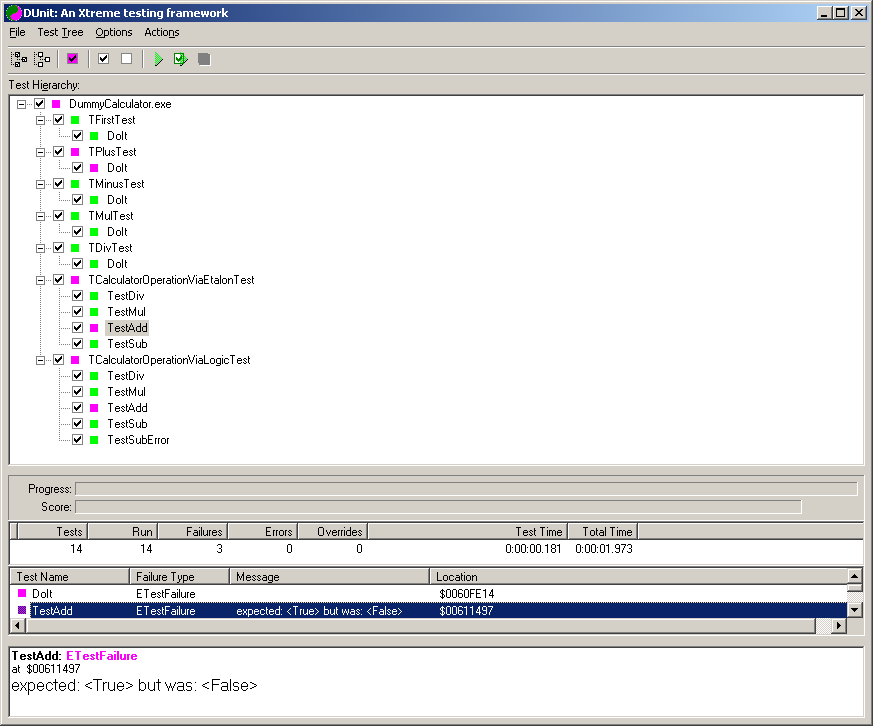 DUnit: An Xtreme testing framework
File Test Tree Options Actions
Test Hierarchy:
DummyCalculator.exe
TFirstTest
DoIt
TPlusTest
DoIt
TMinusTest
DoIt
TMulTest
DoIt
TDivTest
DoIt
TCalculatorOperationViaEtalonTest
TestDiv
TestMul
TestAdd
TestSub
TCalculatorOperationViaLogicTest
TestDiv
TestMul
TestAdd
TestSub
TestSubError
Progress:
Score:
Tests Run Failures Errors Overrides Test Time Total Time
14 14 3 0 0 0:00:00.181 0:00:01.973
Test Name Failure Type Message Location
DoIt ETestFailure $0060FE14
TestAdd ETestFailure expected: <True> but was: <False> $00611497
TestAdd: ETestFailure
at $00611497
expected: <True> but was: <False>